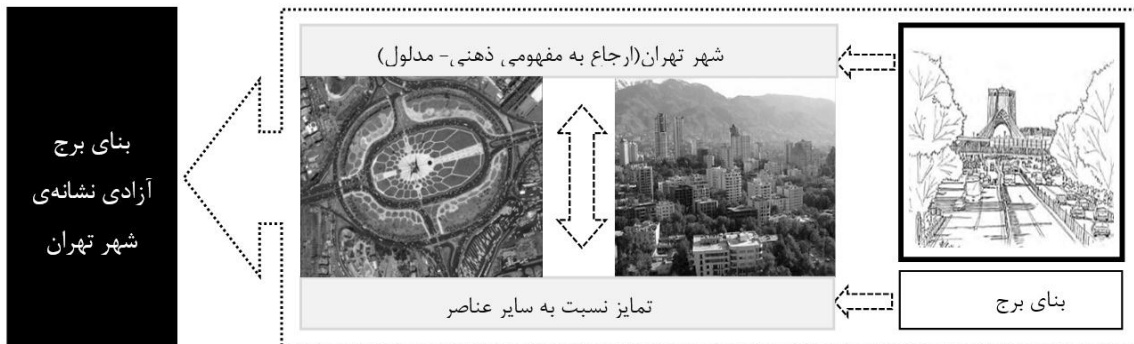 شهر تهران(ارجاع به مفهومی ذهنی- مدلول)
بنای برج
تمایز نسبت به سایر عناصر
بنای برج
آزادی نشانه‌ی
شهر تهران